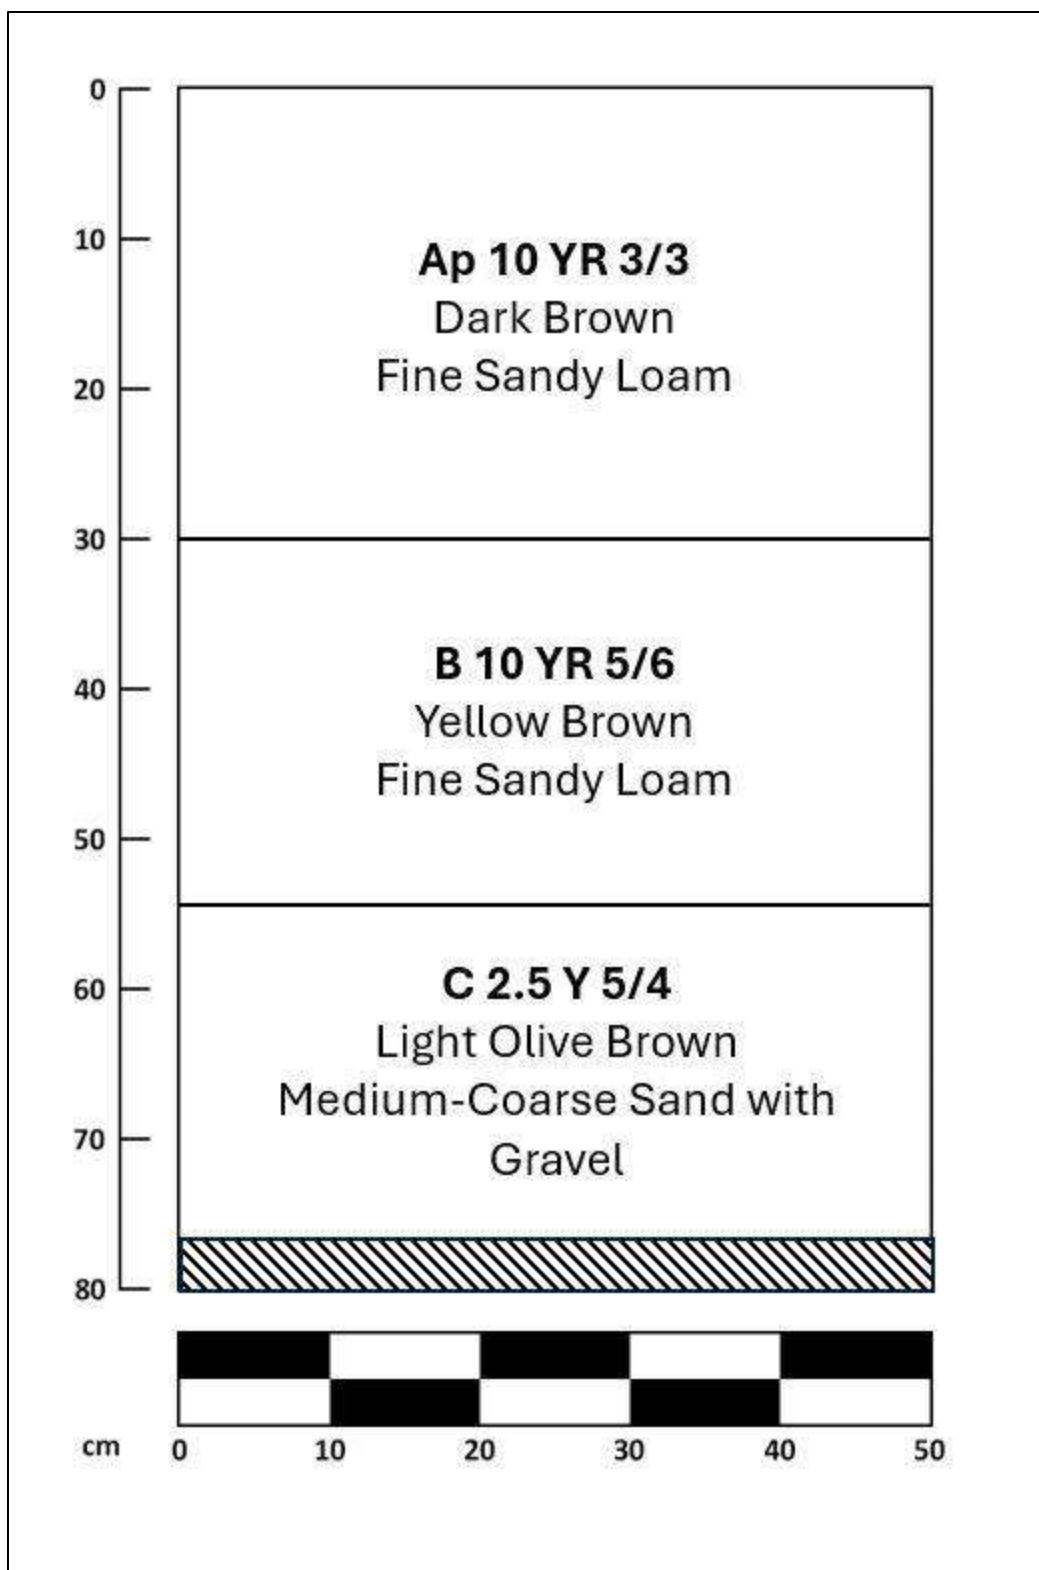 0
10
20
30
40
50
60
70
80
Ap 10 YR 3/3
Dark Brown
Fine Sandy Loam
B 10 YR 5/6
Yellow Brown
Fine Sandy Loam
C 2.5 Y 5/4
Light Olive Brown
Medium-Coarse Sand with
Gravel
cm 0 10 20 30 40 50